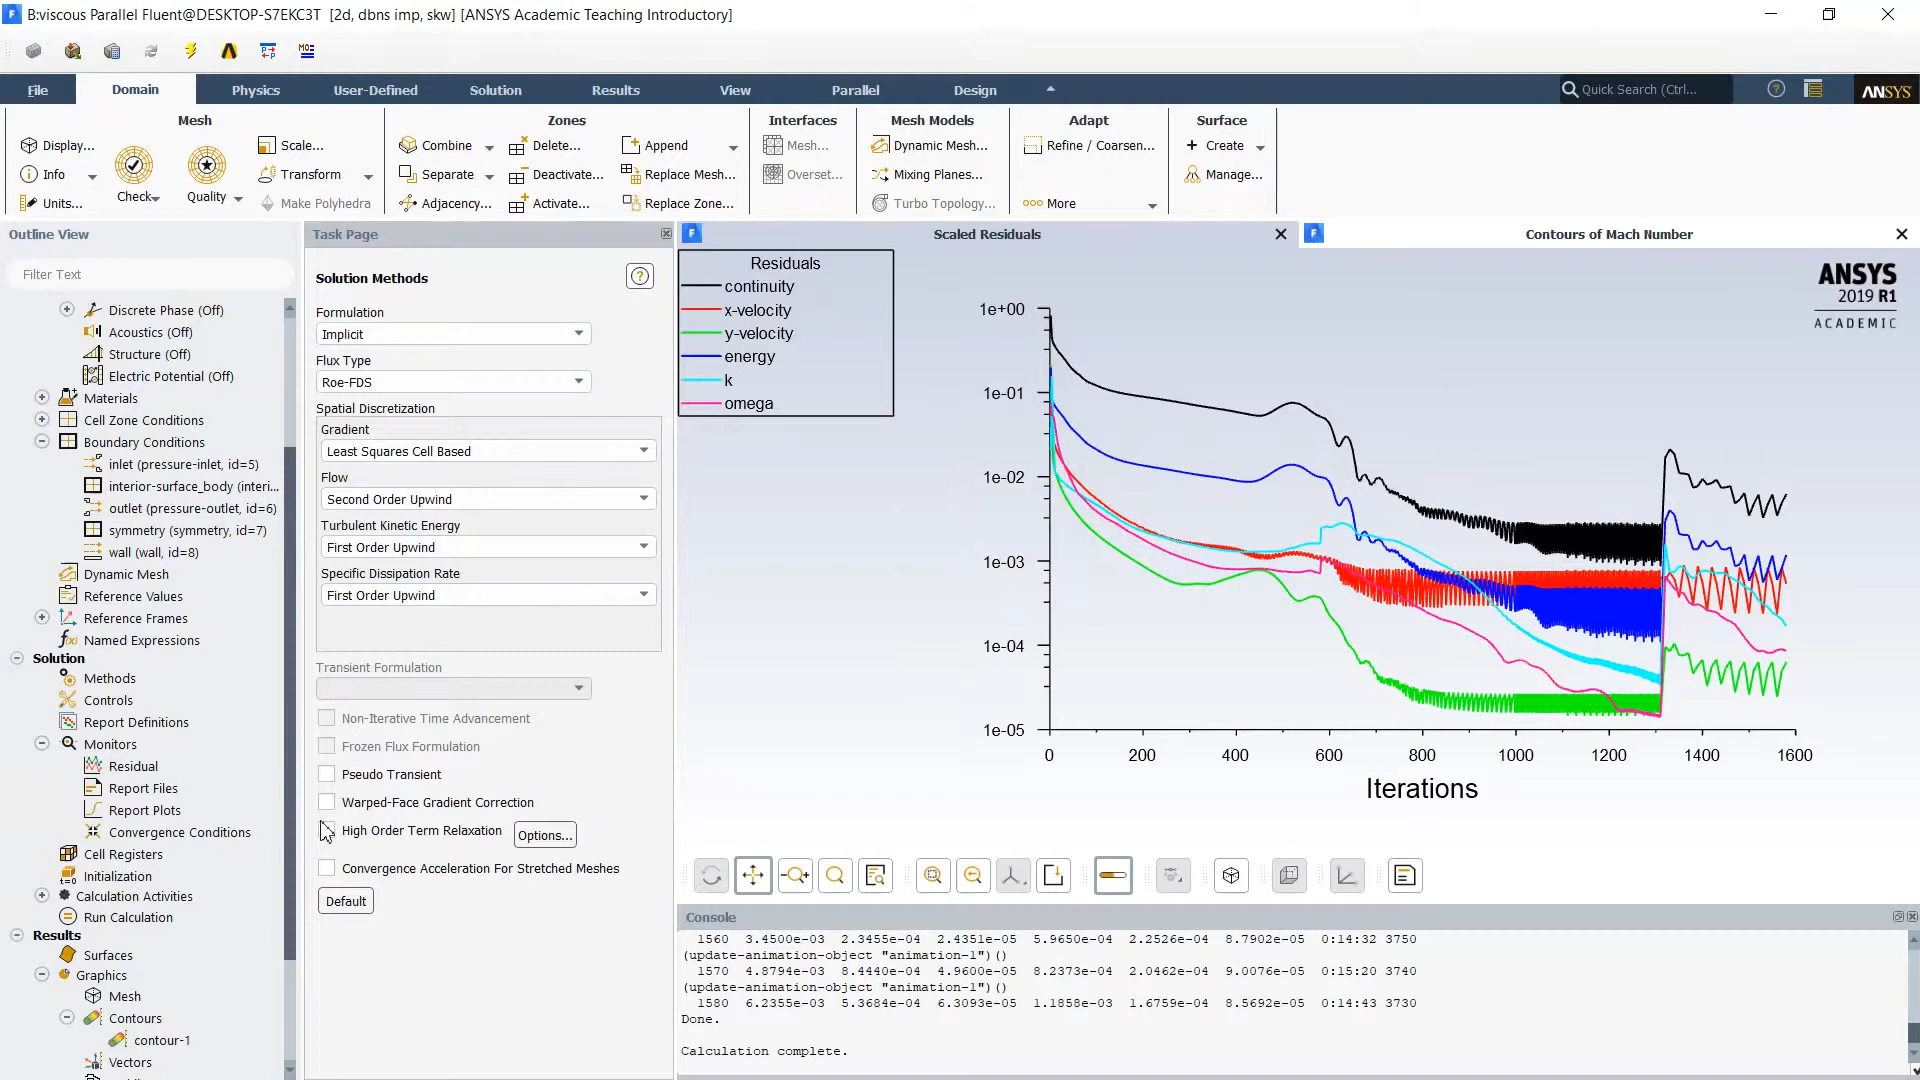 B:viscous Parallel Fluent@DESKTOP-S7EKC3T [2d, dbns imp, skw] [ANSYS Academic Teaching Introductory]
File Domain Physics User-Defined Solution Results View Parallel Design Quick Search (Ctrl... ANSYS
Mesh Zones Interfaces Mesh Models Adapt Surface
Display... Scale... Combine Delete... Append Mesh... Dynamic Mesh... Refine / Coarsen... Create
Info Transform Separate Deactivate... Replace Mesh... Overset... Mixing Planes... Manage...
Check Quality
Units... Make Polyhedra Adjacency... Activate... Replace Zone... Turbo Topology... More
Outline View
Filter Text
Discrete Phase (Off)
Acoustics (Off)
Structure (Off)
Electric Potential (Off)
Materials
Cell Zone Conditions
Boundary Conditions
inlet (pressure-inlet, id=5)
interior-surface_body (interi...
outlet (pressure-outlet, id=6)
symmetry (symmetry, id=7)
wall (wall, id=8)
Dynamic Mesh
Reference Values
Reference Frames
Named Expressions
Solution
Methods
Controls
Report Definitions
Monitors
Residual
Report Files
Report Plots
Convergence Conditions
Cell Registers
Initialization
Calculation Activities
Run Calculation
Results
Surfaces
Graphics
Mesh
Contours
contour-1
Vectors
Task Page
Solution Methods
Formulation
Implicit
Flux Type
Roe-FDS
Spatial Discretization
Gradient
Least Squares Cell Based
Flow
Second Order Upwind
Turbulent Kinetic Energy
First Order Upwind
Specific Dissipation Rate
First Order Upwind
Transient Formulation
Non-Iterative Time Advancement
Frozen Flux Formulation
Pseudo Transient
Warped-Face Gradient Correction
High Order Term Relaxation Options...
Convergence Acceleration For Stretched Meshes
Default
Scaled Residuals
Contours of Mach Number
Residuals
continuity
x-velocity
y-velocity
energy
k
omega
ANSYS
2019 R1
ACADEMIC
1e+00
1e-01
1e-02
1e-03
1e-04
1e-05
0 200 400 600 800 1000 1200 1400 1600
Iterations
Console
1560 3.4500e-03 2.3455e-04 2.4351e-05 5.9650e-04 2.2526e-04 8.7902e-05 0:14:32 3750
(update-animation-object "animation-1")()
1570 4.8794e-03 8.4440e-04 4.9600e-05 8.2373e-04 2.0462e-04 9.0076e-05 0:15:20 3740
(update-animation-object "animation-1")()
1580 6.2355e-03 5.3684e-04 6.3093e-05 1.1858e-03 1.6759e-04 8.5692e-05 0:14:43 3730
Done.
Calculation complete.